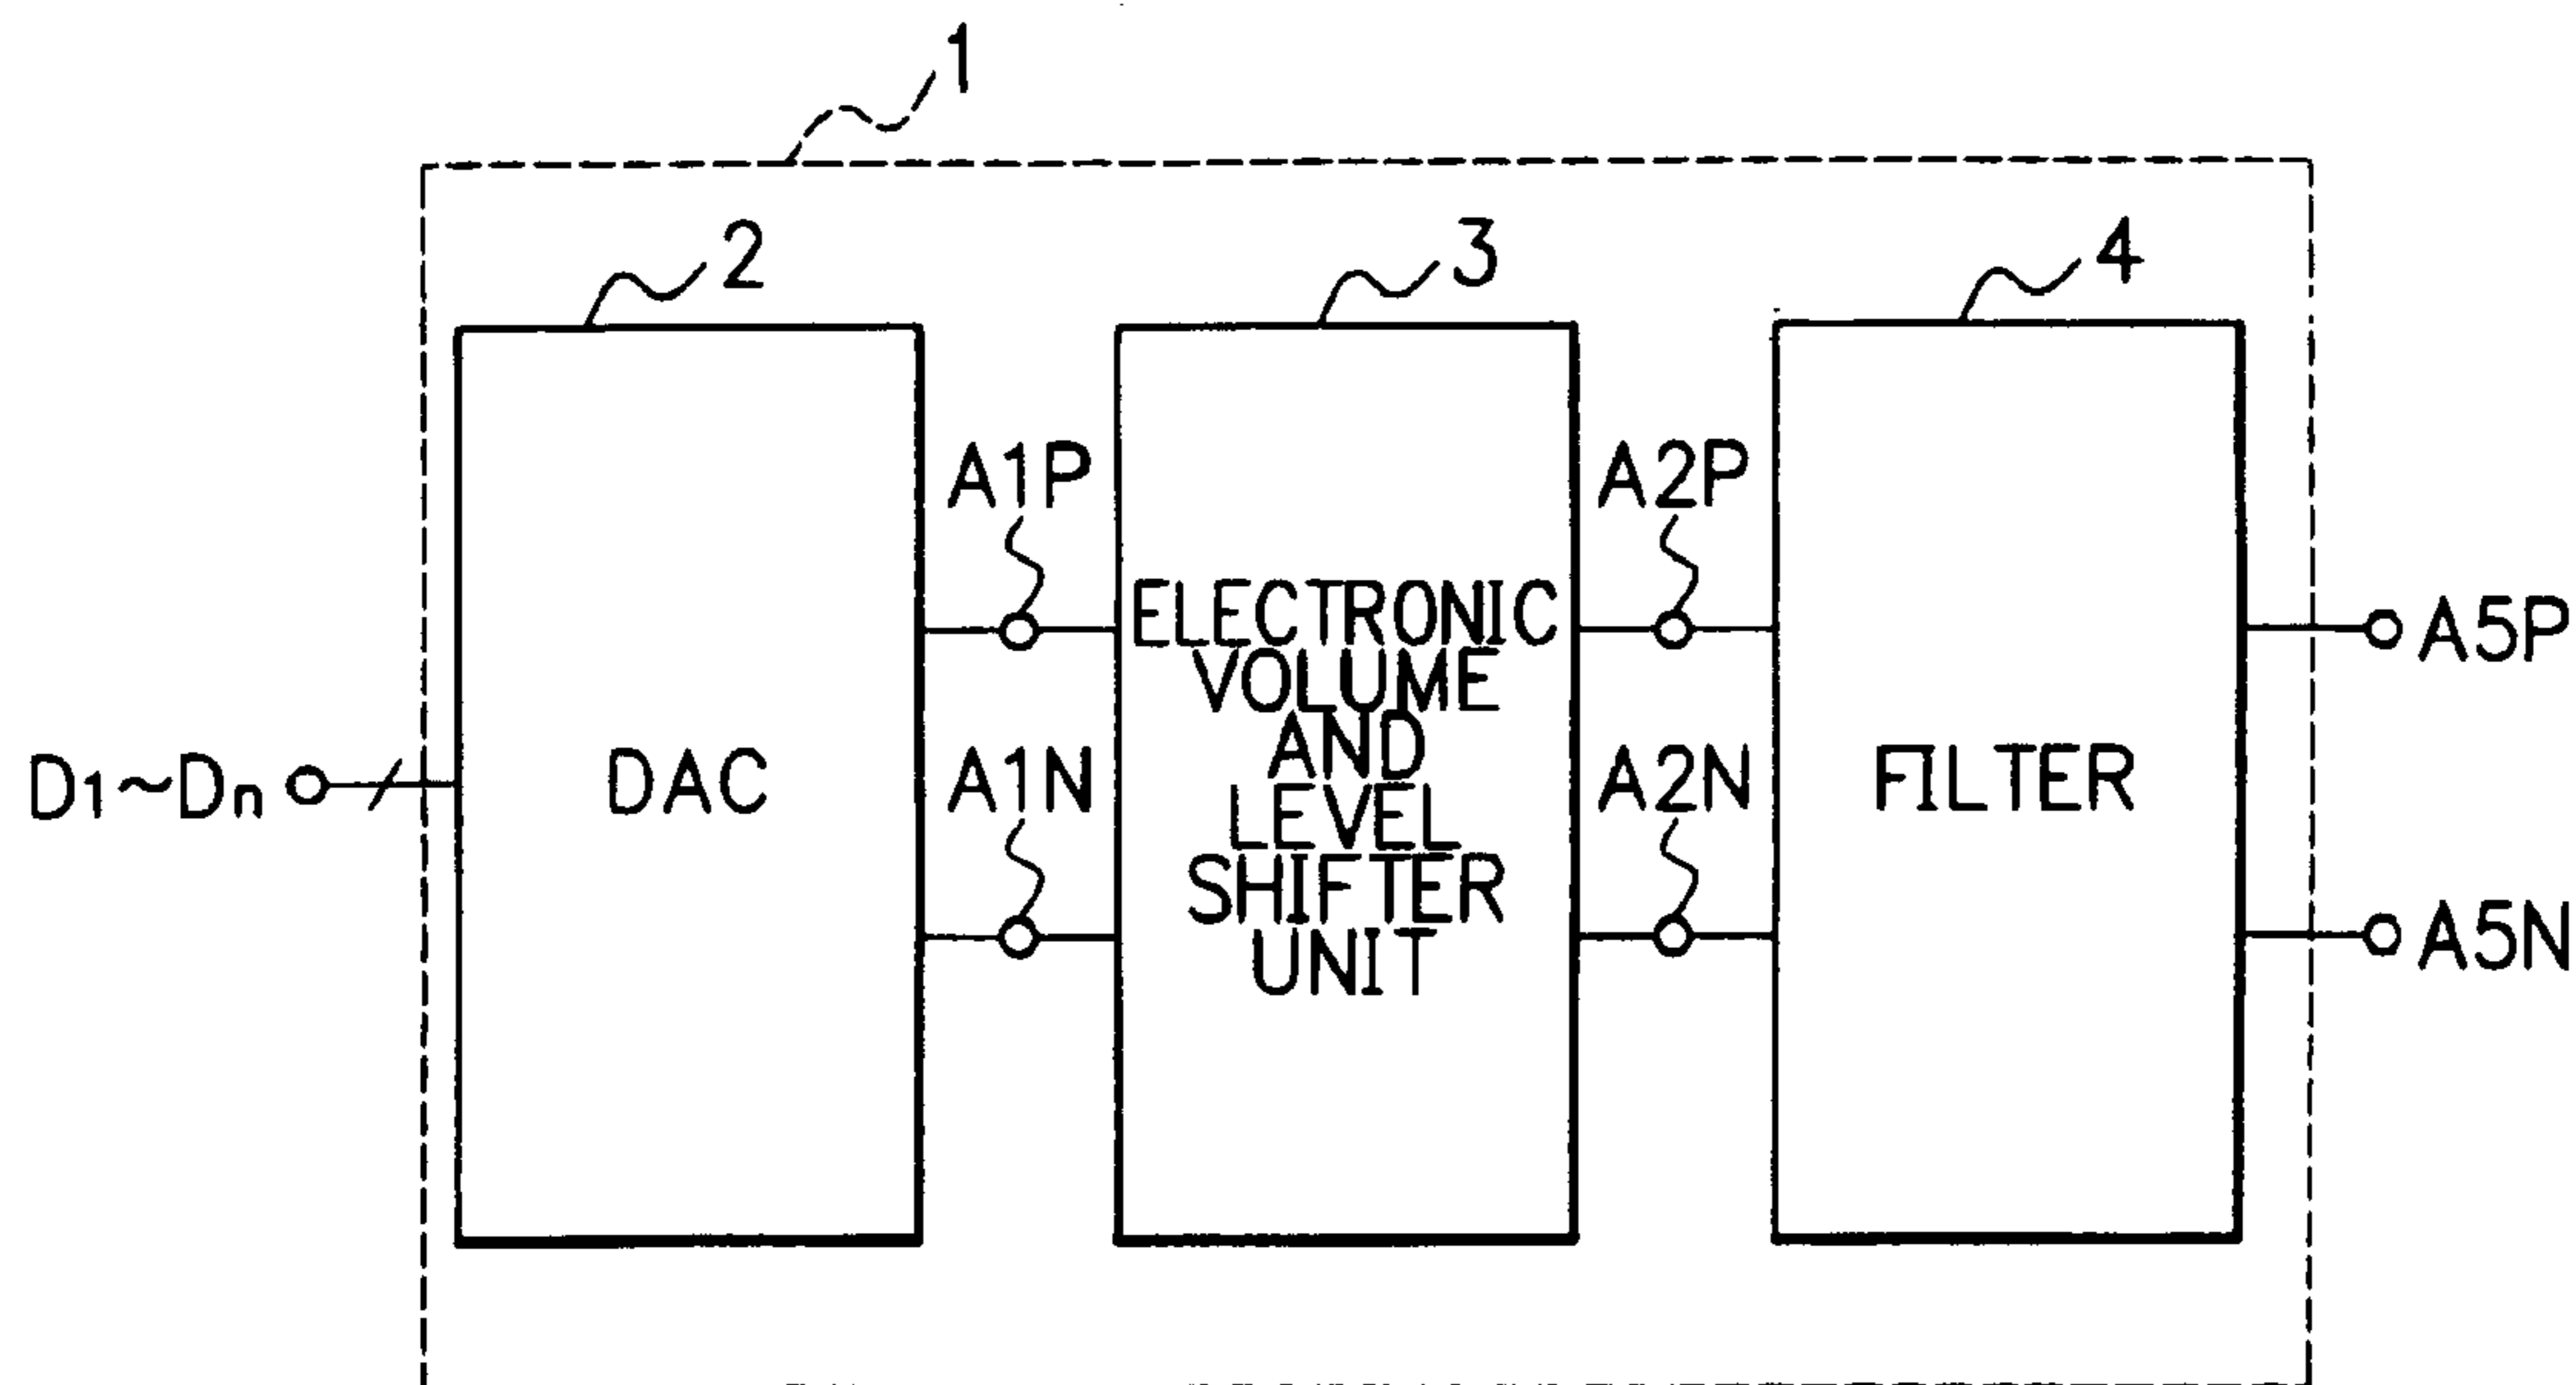 1
2
3
4
A1P
A2P
ELECTRONIC
VOLUME
AND
LEVEL
SHIFTER
UNIT
A5P
D1~Dn
DAC
A1N
A2N
FILTER
A5N